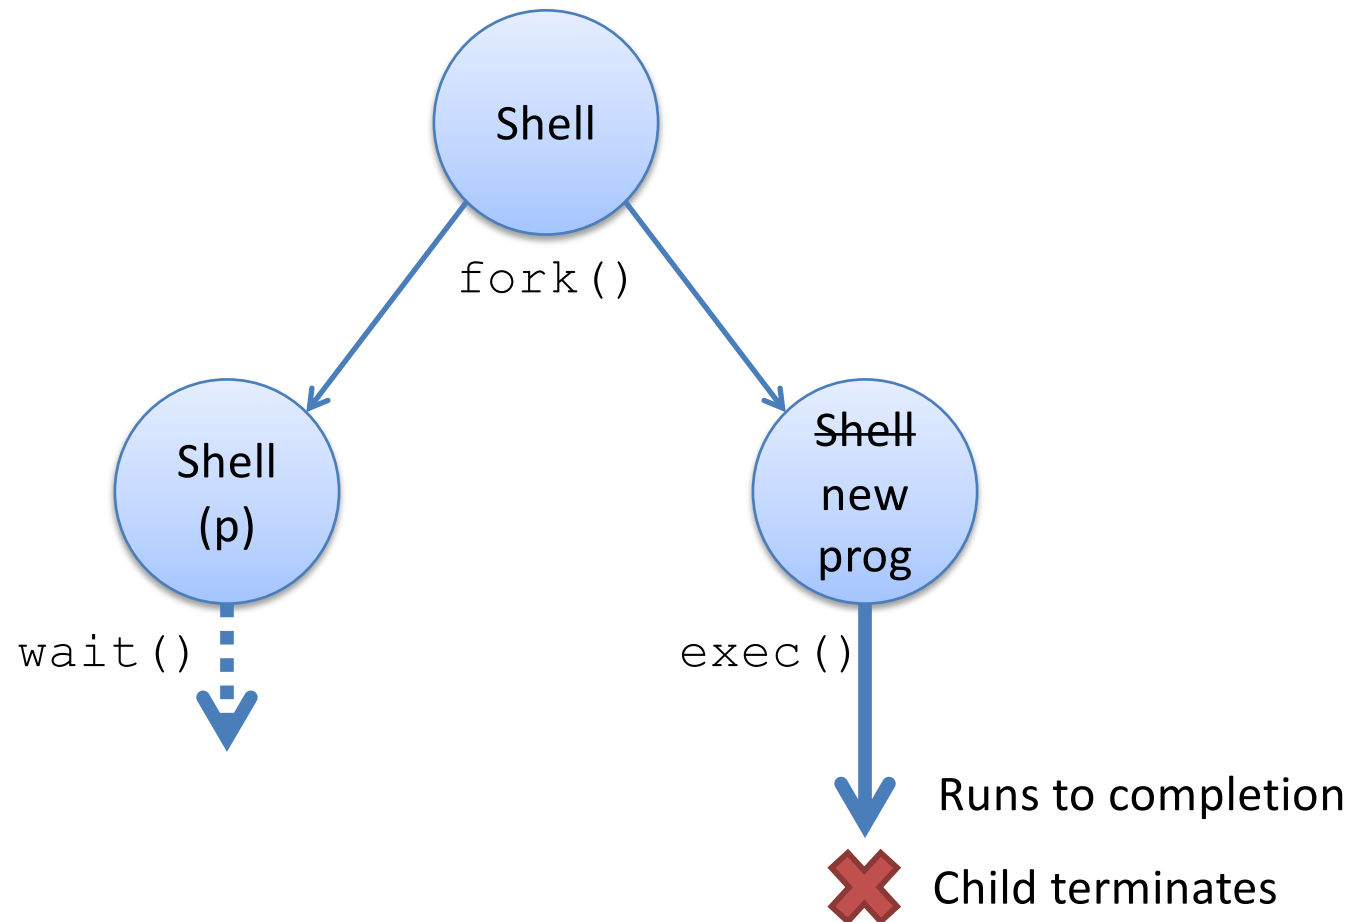 Shell
fork()
Shell
(p)
Shell
new
prog
wait()
exec()
Runs to completion
Child terminates